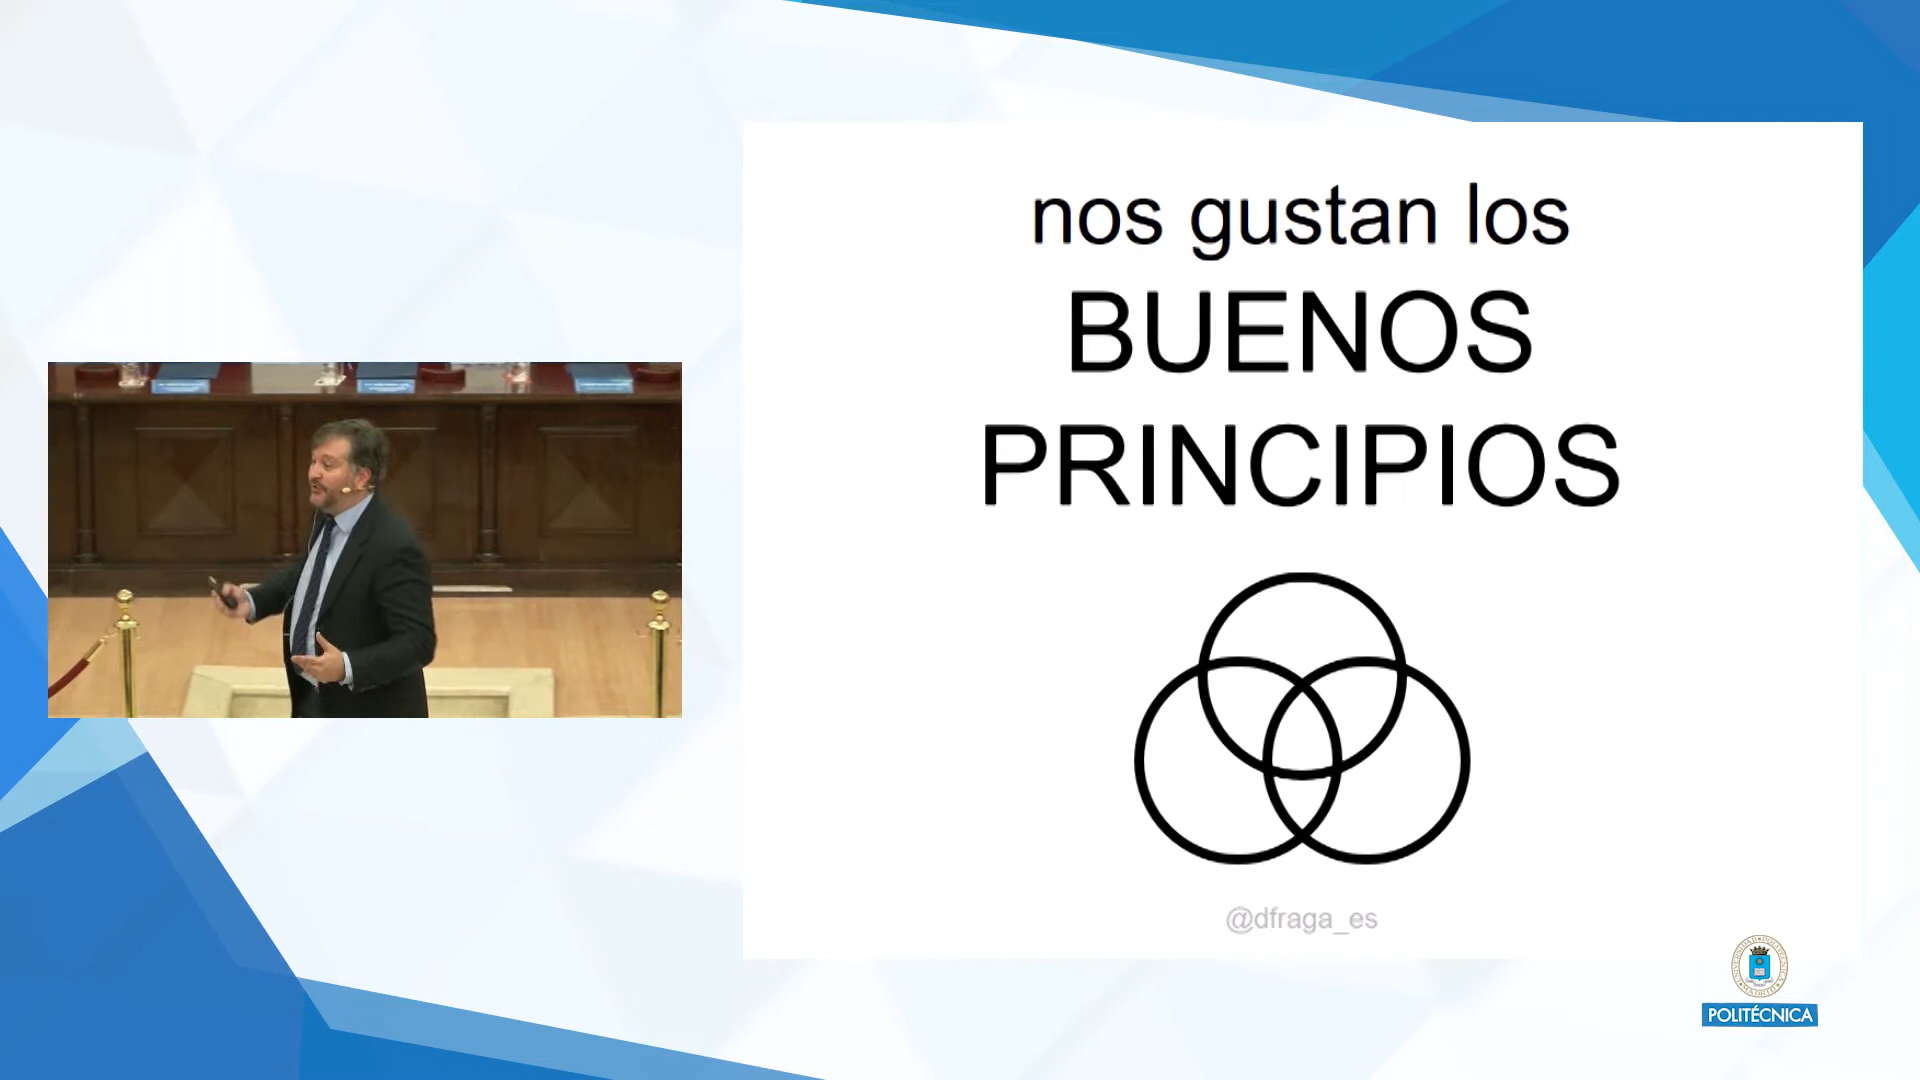 nos gustan los
BUENOS
PRINCIPIOS
@dfraga_es
POLITÉCNICA